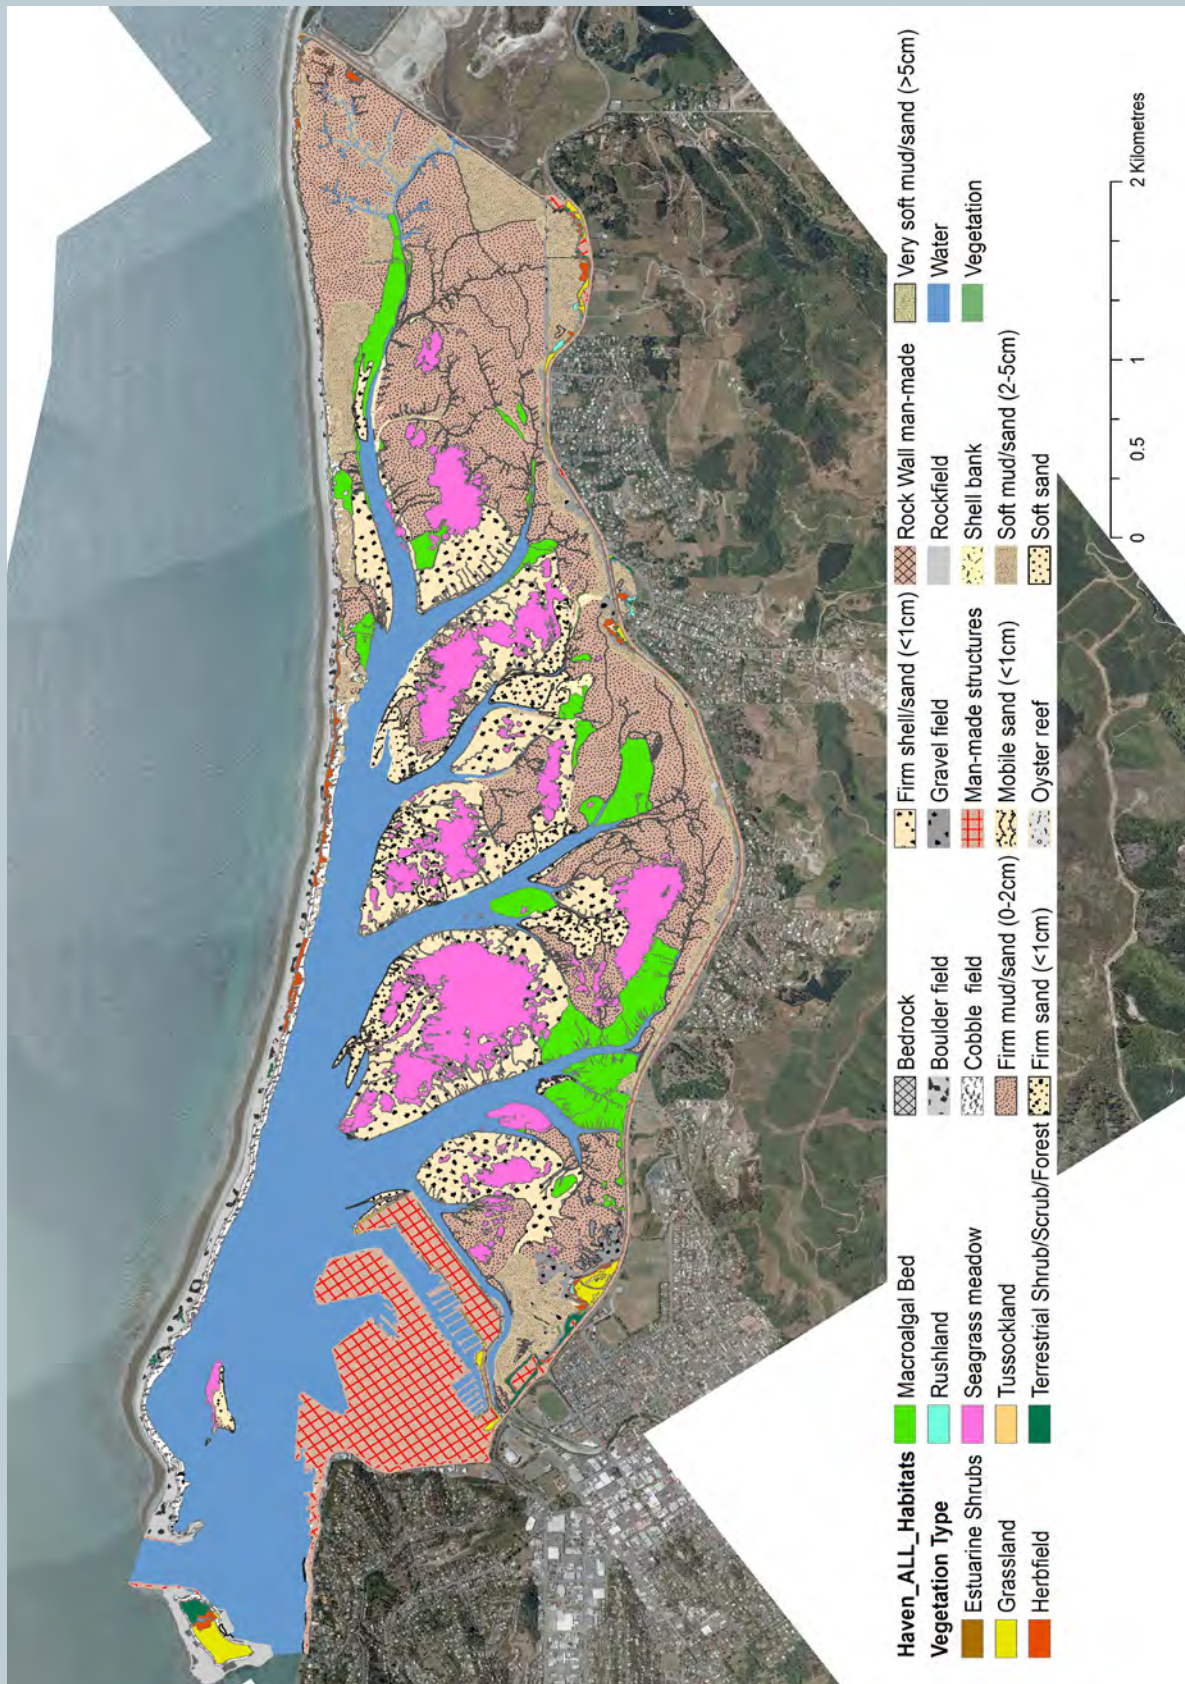 Haven_ALL_Habitats
Vegetation Type
Estuarine Shrubs
Grassland
Herbfield
Macroalgal Bed
Rushland
Seagrass meadow
Tussockland
Terrestrial Shrub/Scrub/Forest
Bedrock
Boulder field
Cobble field
Firm mud/sand (0-2cm)
Firm sand (<1cm)
Firm shell/sand (<1cm)
Gravel field
Man-made structures
Mobile sand (<1cm)
Oyster reef
Rock Wall man-made
Rockfield
Shell bank
Soft mud/sand (2-5cm)
Soft sand
Very soft mud/sand (>5cm)
Water
Vegetation
0 0.5 1 2 Kilometres